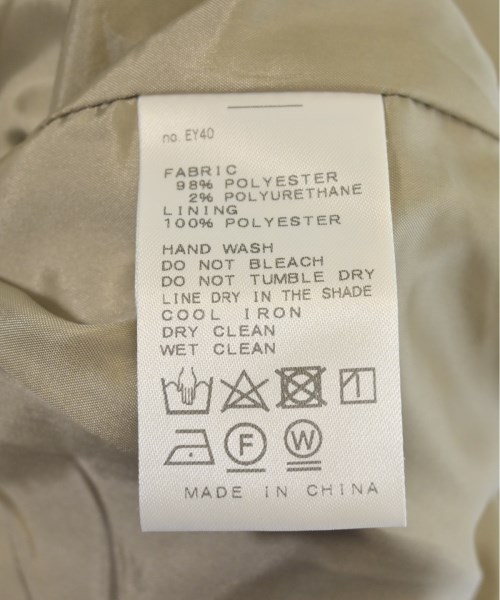 no. EY40
FABRIC
98% POLYESTER
2% POLYURETHANE
LINING
100% POLYESTER
HAND WASH
DO NOT BLEACH
DO NOT TUMBLE DRY
LINE DRY IN THE SHADE
COOL IRON
DRY CLEAN
WET CLEAN
F W
MADE IN CHINA